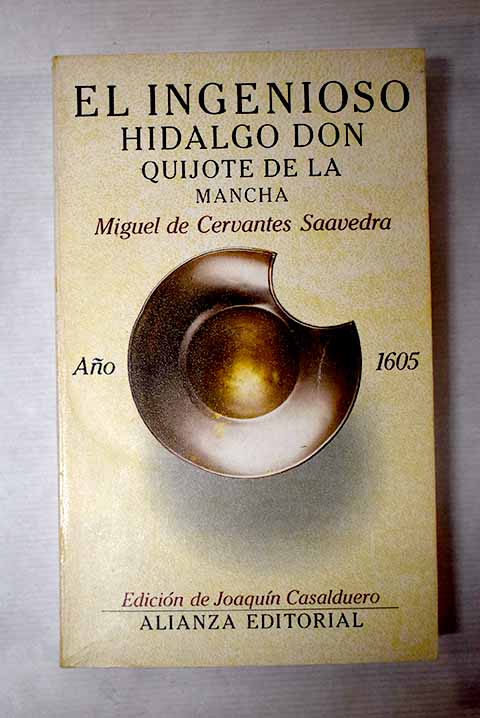 EL INGENIOSO
HIDALGO DON
QUIJOTE DE LA
MANCHA
Miguel de Cervantes Saavedra
Año 1605
Edición de Joaquín Casalduero
ALIANZA EDITORIAL